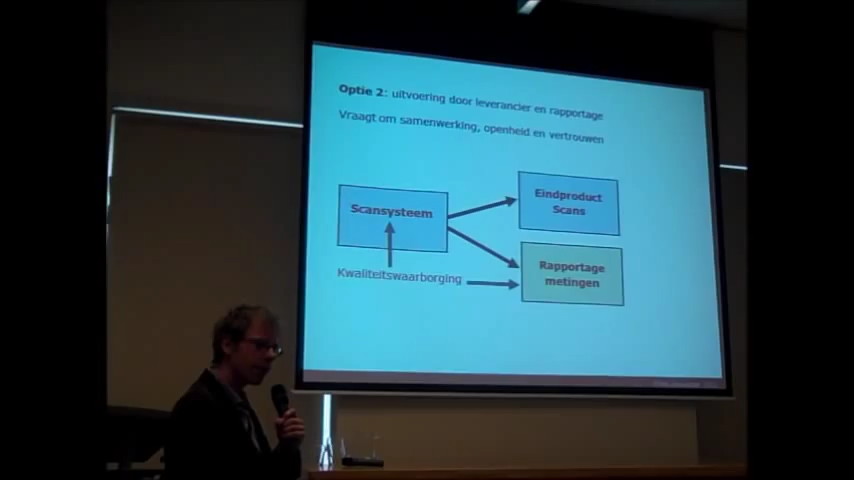 Optie 2: uitvoering door leverancier en rapportage
Vraagt om samenwerking, openheid en vertrouwen
Scansysteem
Eindproduct
Scans
Kwaliteitswaarborging
Rapportage
metingen